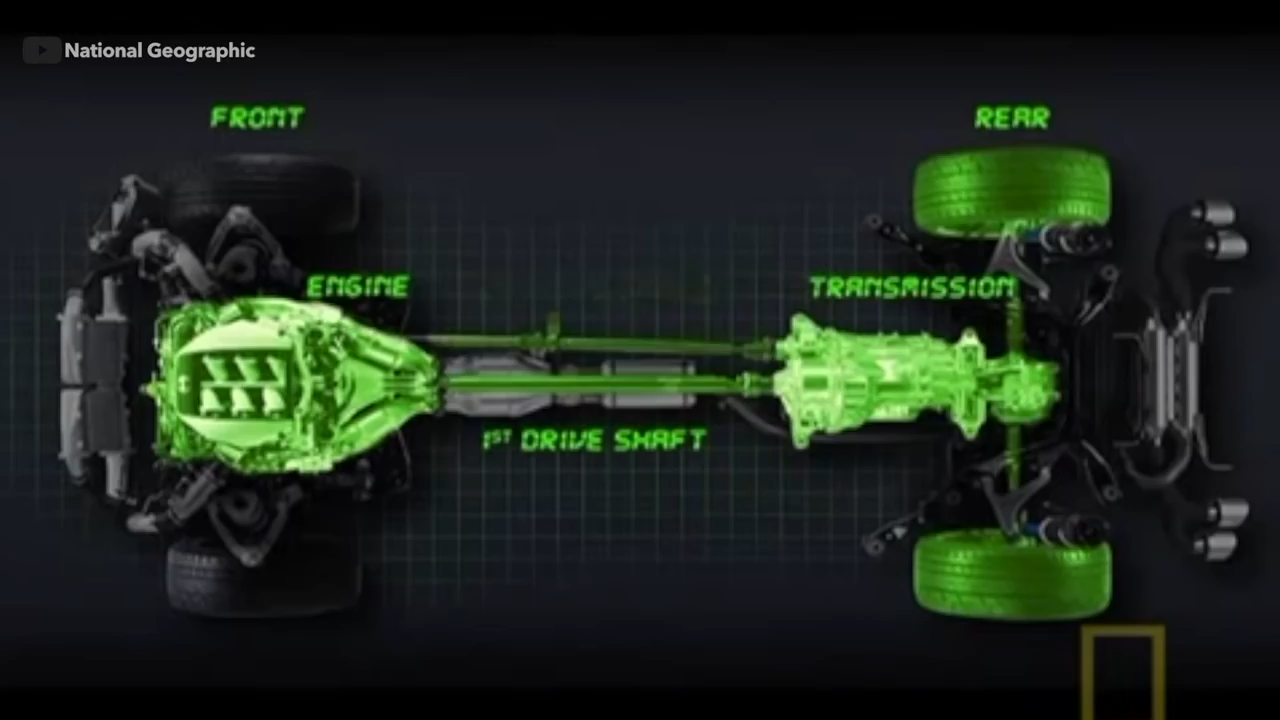 National Geographic
FRONT
REAR
ENGINE
TRANSMISSION
1ST DRIVE SHAFT